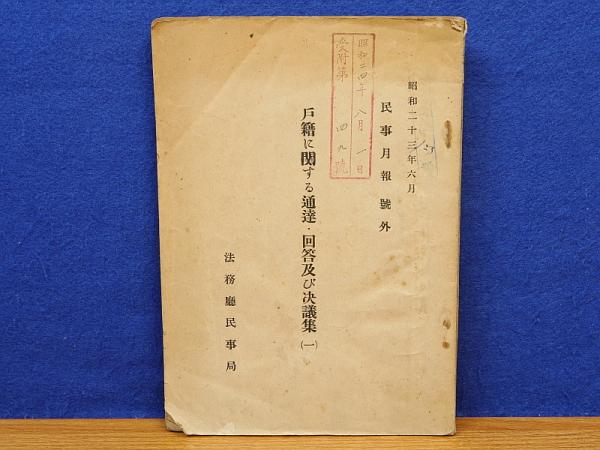 昭和二十三年六月
民事月報號外
昭和二四年八月一日
受附第四九號
戸籍に関する通達・回答及び決議集(一)
法務廳民事局